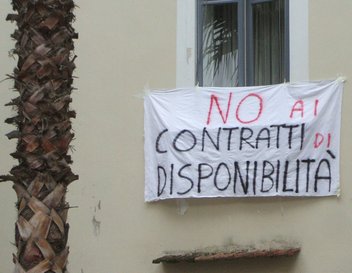 NO AI
CONTRATTI DI
DISPONIBILITÀ